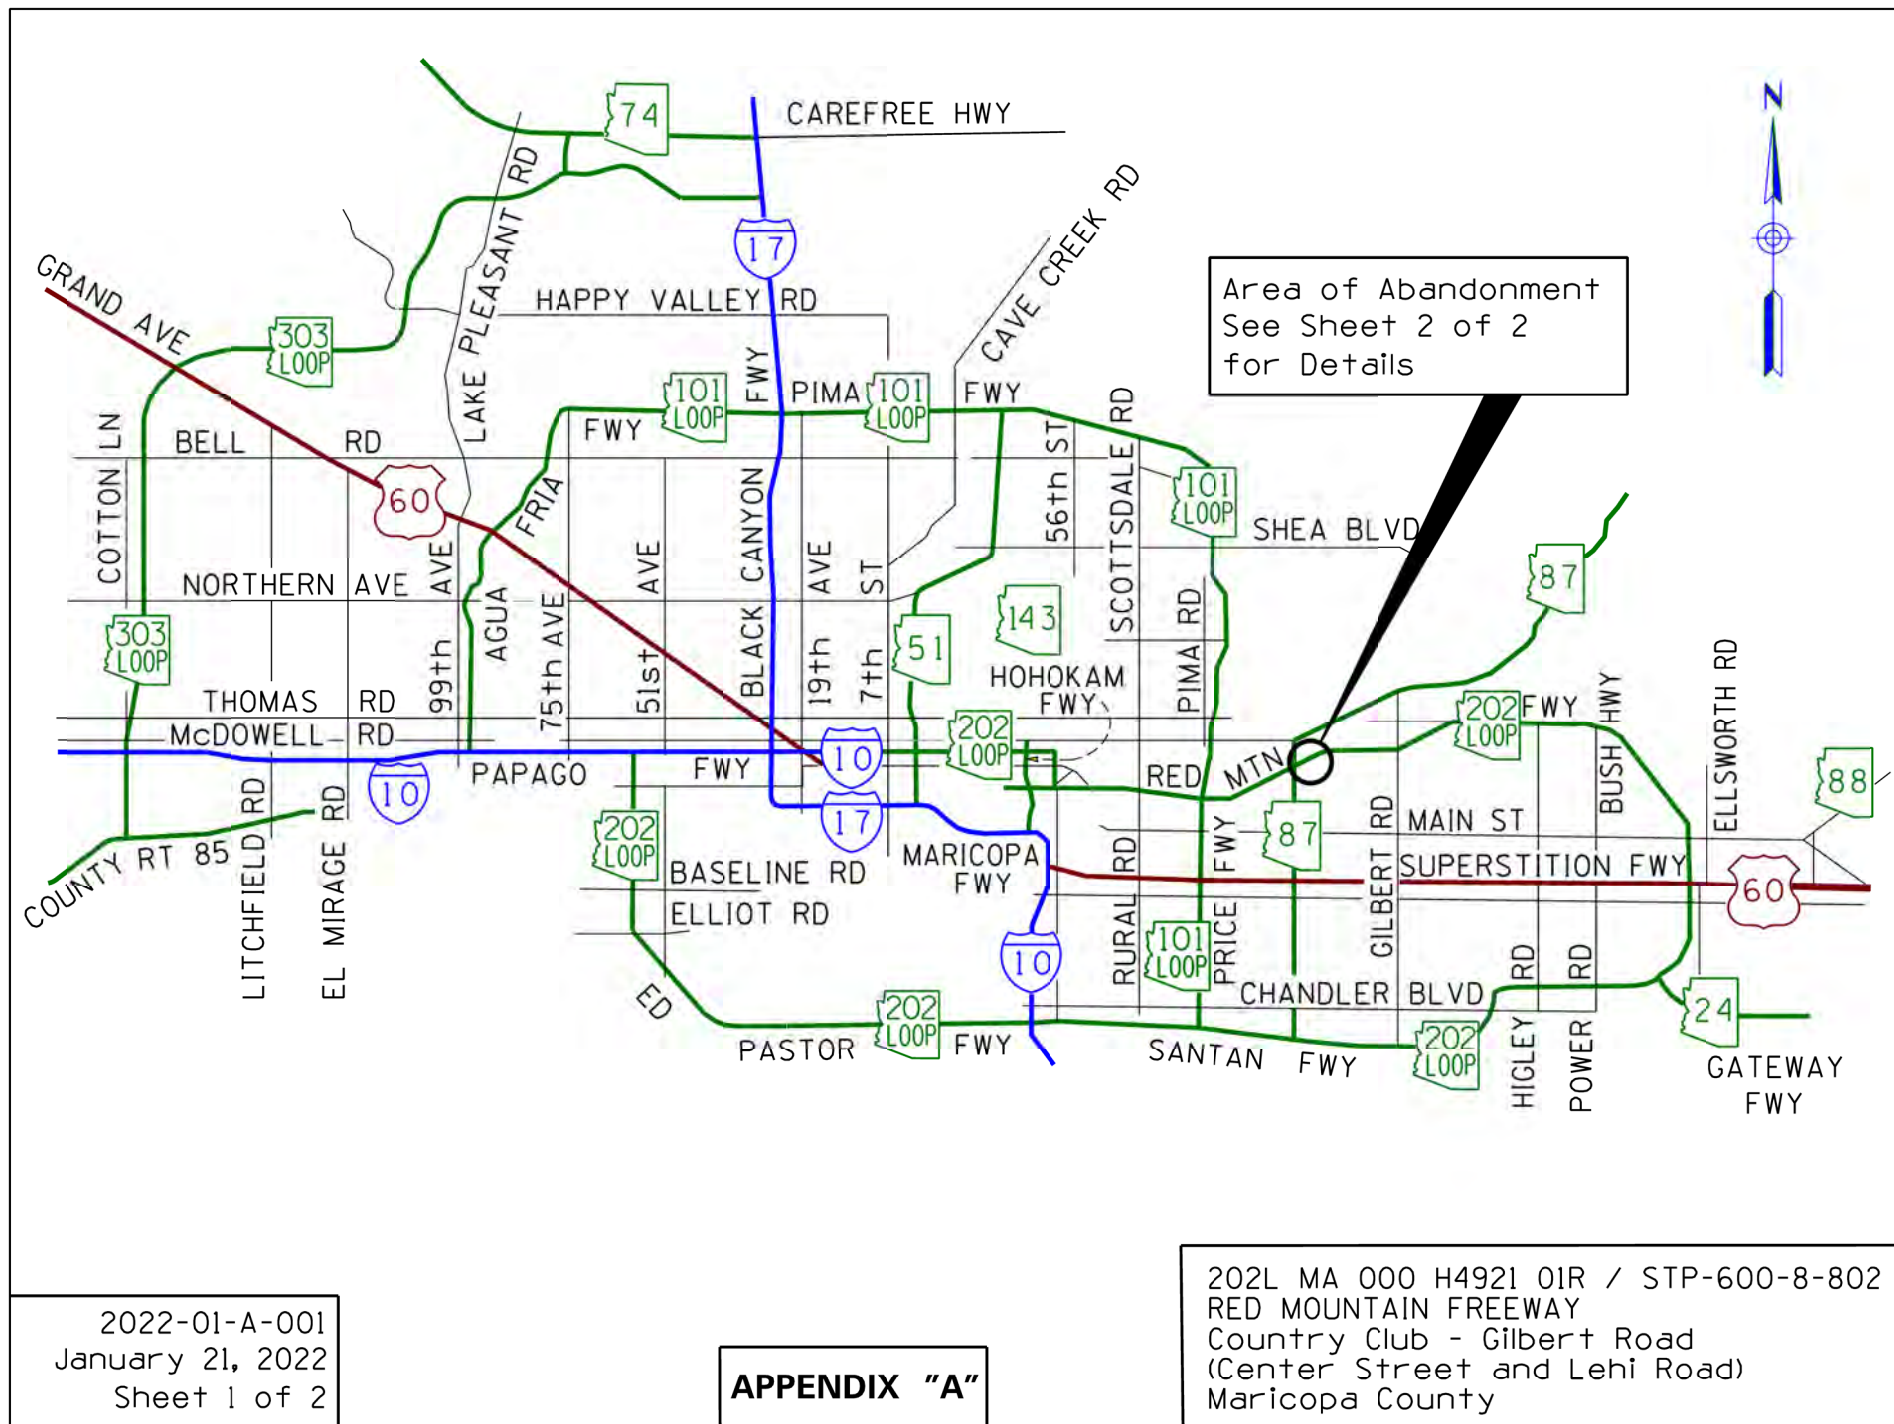 74
CAREFREE HWY
N
LAKE PLEASANT RD
17
CAVE CREEK RD
GRAND AVE
HAPPY VALLEY RD
Area of Abandonment
See Sheet 2 of 2
for Details
303
LOOP
101
LOOP
FWY
PIMA
101
LOOP
FWY
FWY
COTTON LN
BELL RD
60
AGUA FRIA
BLACK CANYON
56th ST
SCOTTSDALE RD
101
LOOP
SHEA BLVD
87
NORTHERN AVE
99th AVE
75th AVE
51st AVE
19th AVE
7th ST
303
LOOP
51
143
PIMA RD
HOHOKAM
FWY
THOMAS RD
McDOWELL RD
202
LOOP
202
LOOP
FWY
BUSH HWY
ELLSWORTH RD
10
10
PAPAGO FWY
RED MTN
88
LITCHFIELD RD
EL MIRAGE RD
17
202
LOOP
87
GILBERT RD
MAIN ST
COUNTY RT 85
BASELINE RD
ELLIOT RD
MARICOPA
FWY
RURAL RD
PRICE FWY
SUPERSTITION FWY
60
10
101
LOOP
CHANDLER BLVD
HIGLEY RD
POWER RD
24
ED
PASTOR
202
LOOP
FWY
SANTAN FWY
202
LOOP
GATEWAY
FWY
2022-01-A-001
January 21, 2022
Sheet 1 of 2
APPENDIX "A"
202L MA 000 H4921 01R / STP-600-8-802
RED MOUNTAIN FREEWAY
Country Club - Gilbert Road
(Center Street and Lehi Road)
Maricopa County